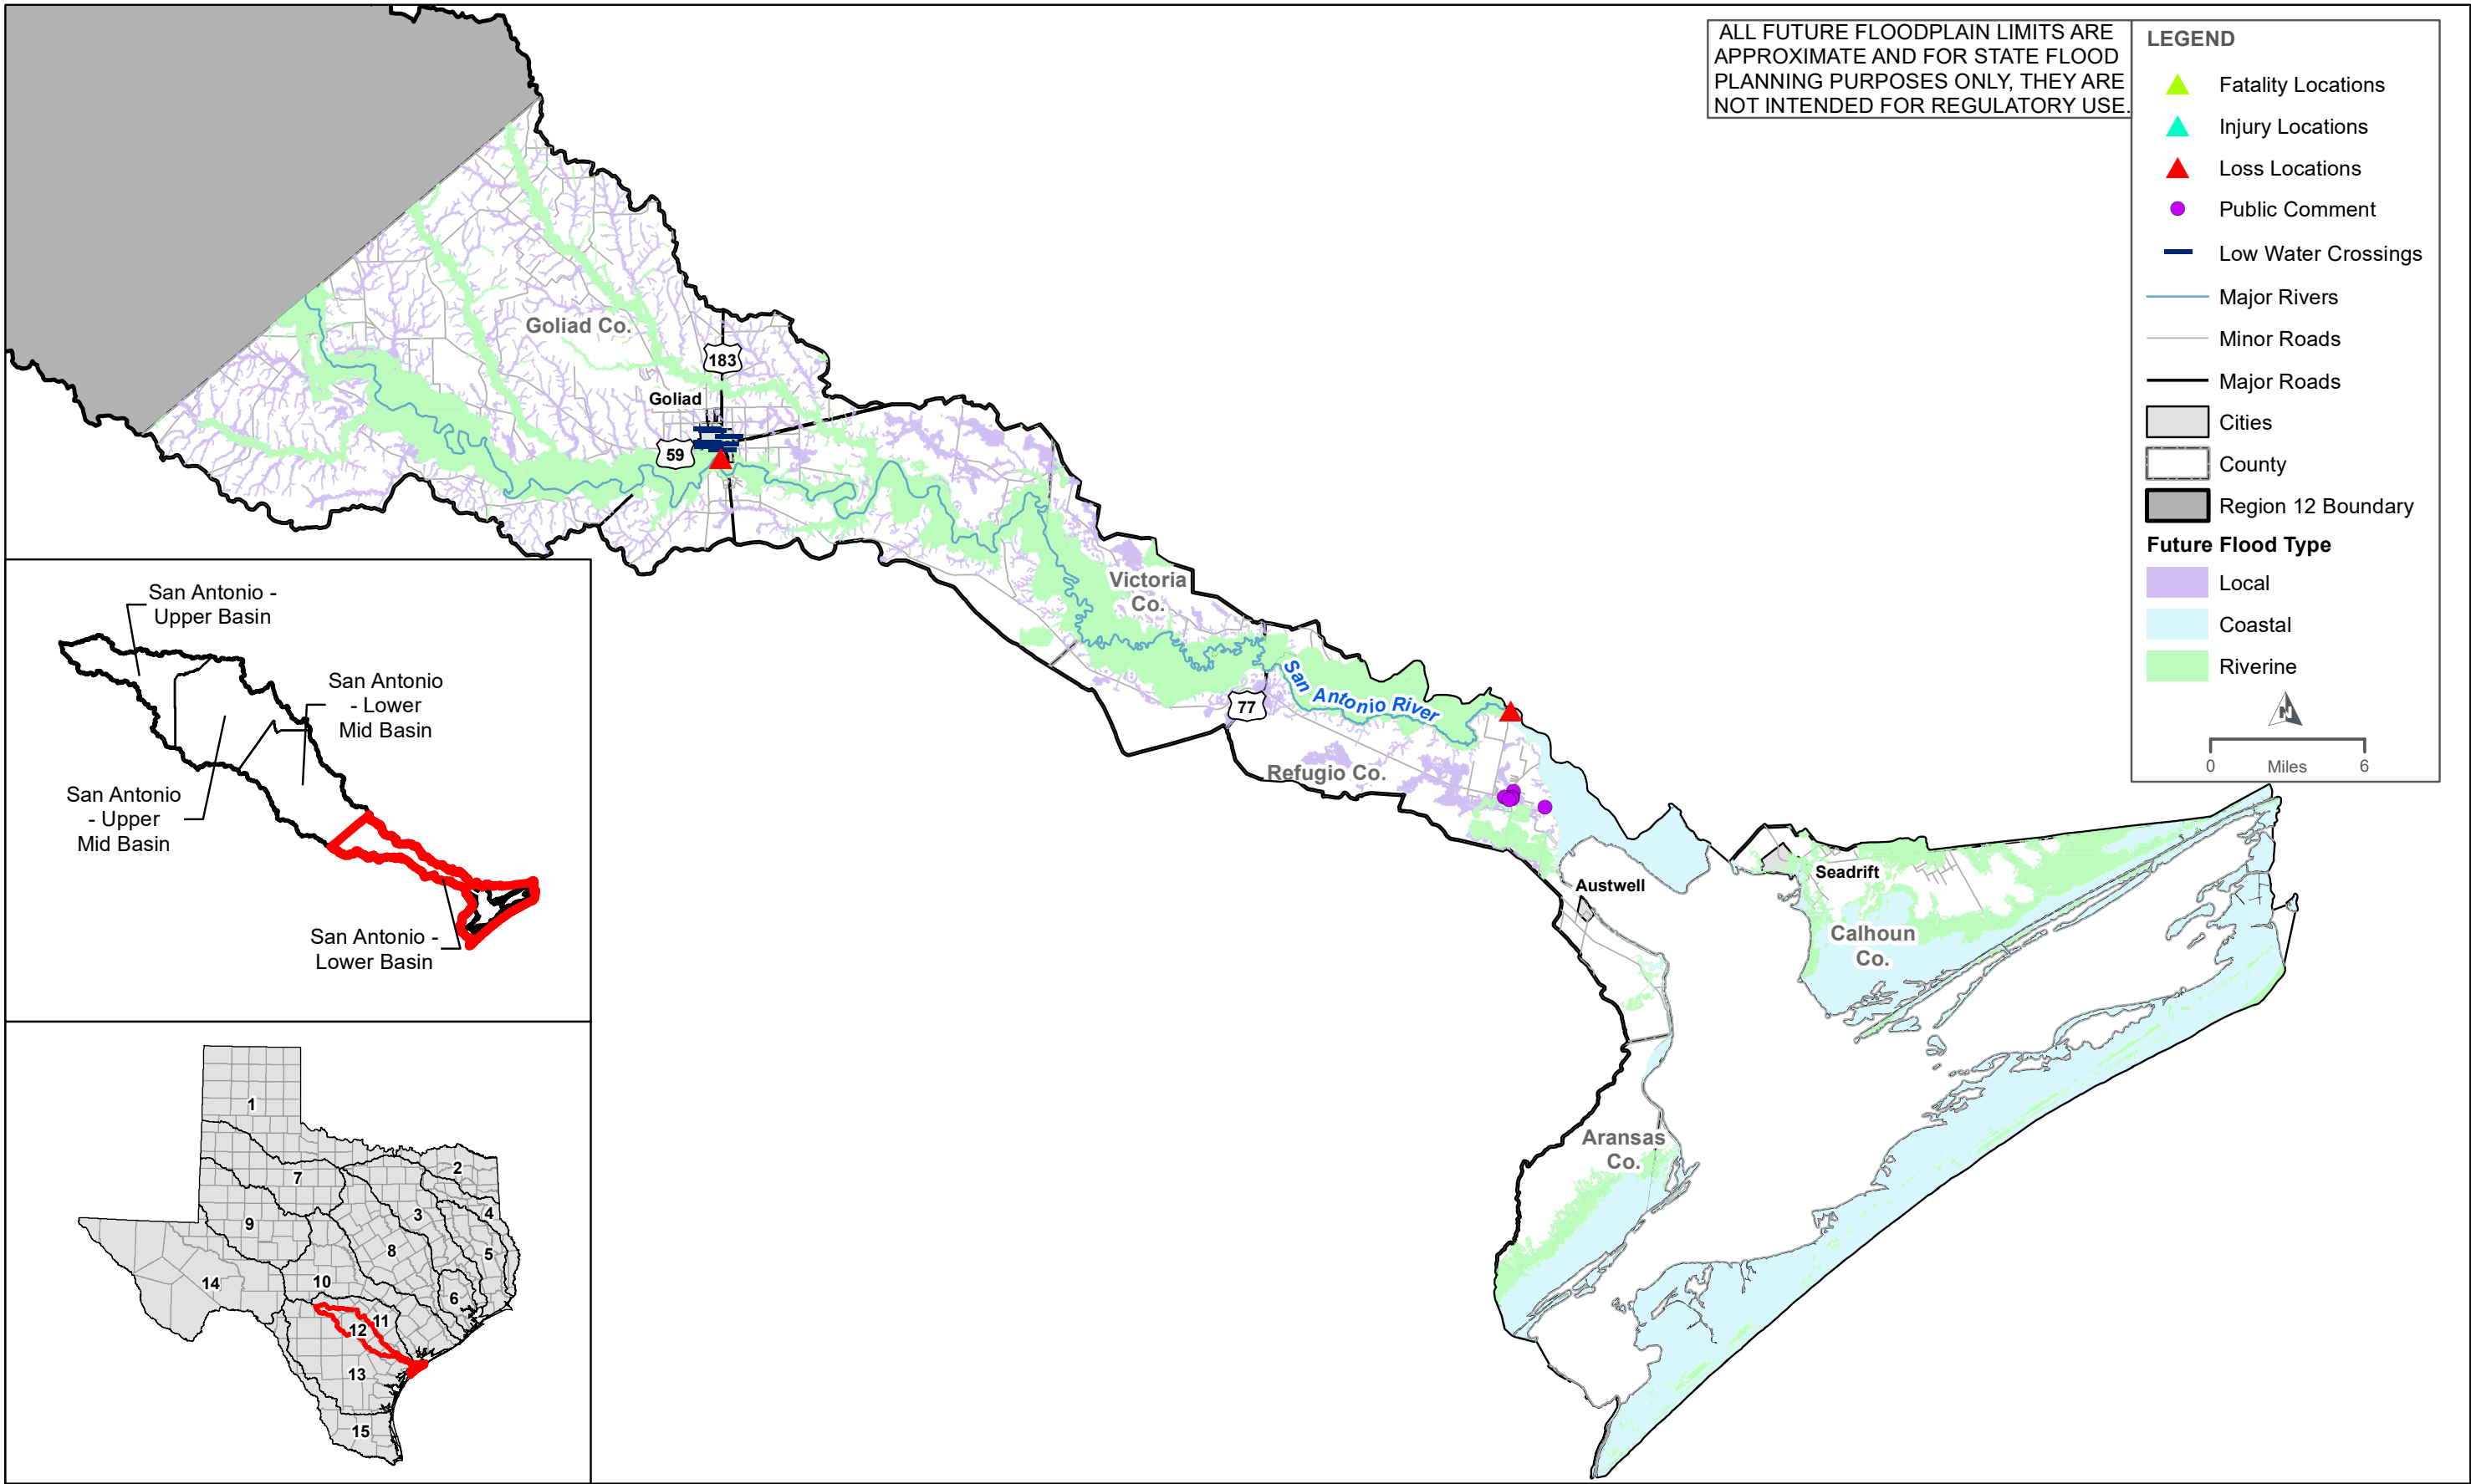 ALL FUTURE FLOODPLAIN LIMITS ARE
APPROXIMATE AND FOR STATE FLOOD
PLANNING PURPOSES ONLY, THEY ARE
NOT INTENDED FOR REGULATORY USE.
LEGEND
Fatality Locations
Injury Locations
Loss Locations
Public Comment
Low Water Crossings
Major Rivers
Minor Roads
Major Roads
Cities
County
Region 12 Boundary
Future Flood Type
Local
Coastal
Riverine
N
0 Miles 6
Goliad Co.
183
Goliad
59
Victoria
Co.
San Antonio River
77
Refugio Co.
Austwell
Seadrift
Calhoun
Co.
Aransas
Co.
San Antonio -
Upper Basin
San Antonio
- Lower
Mid Basin
San Antonio
- Upper
Mid Basin
San Antonio -
Lower Basin
1
2
7
3
4
9
8
5
14
10
6
11
12
13
15